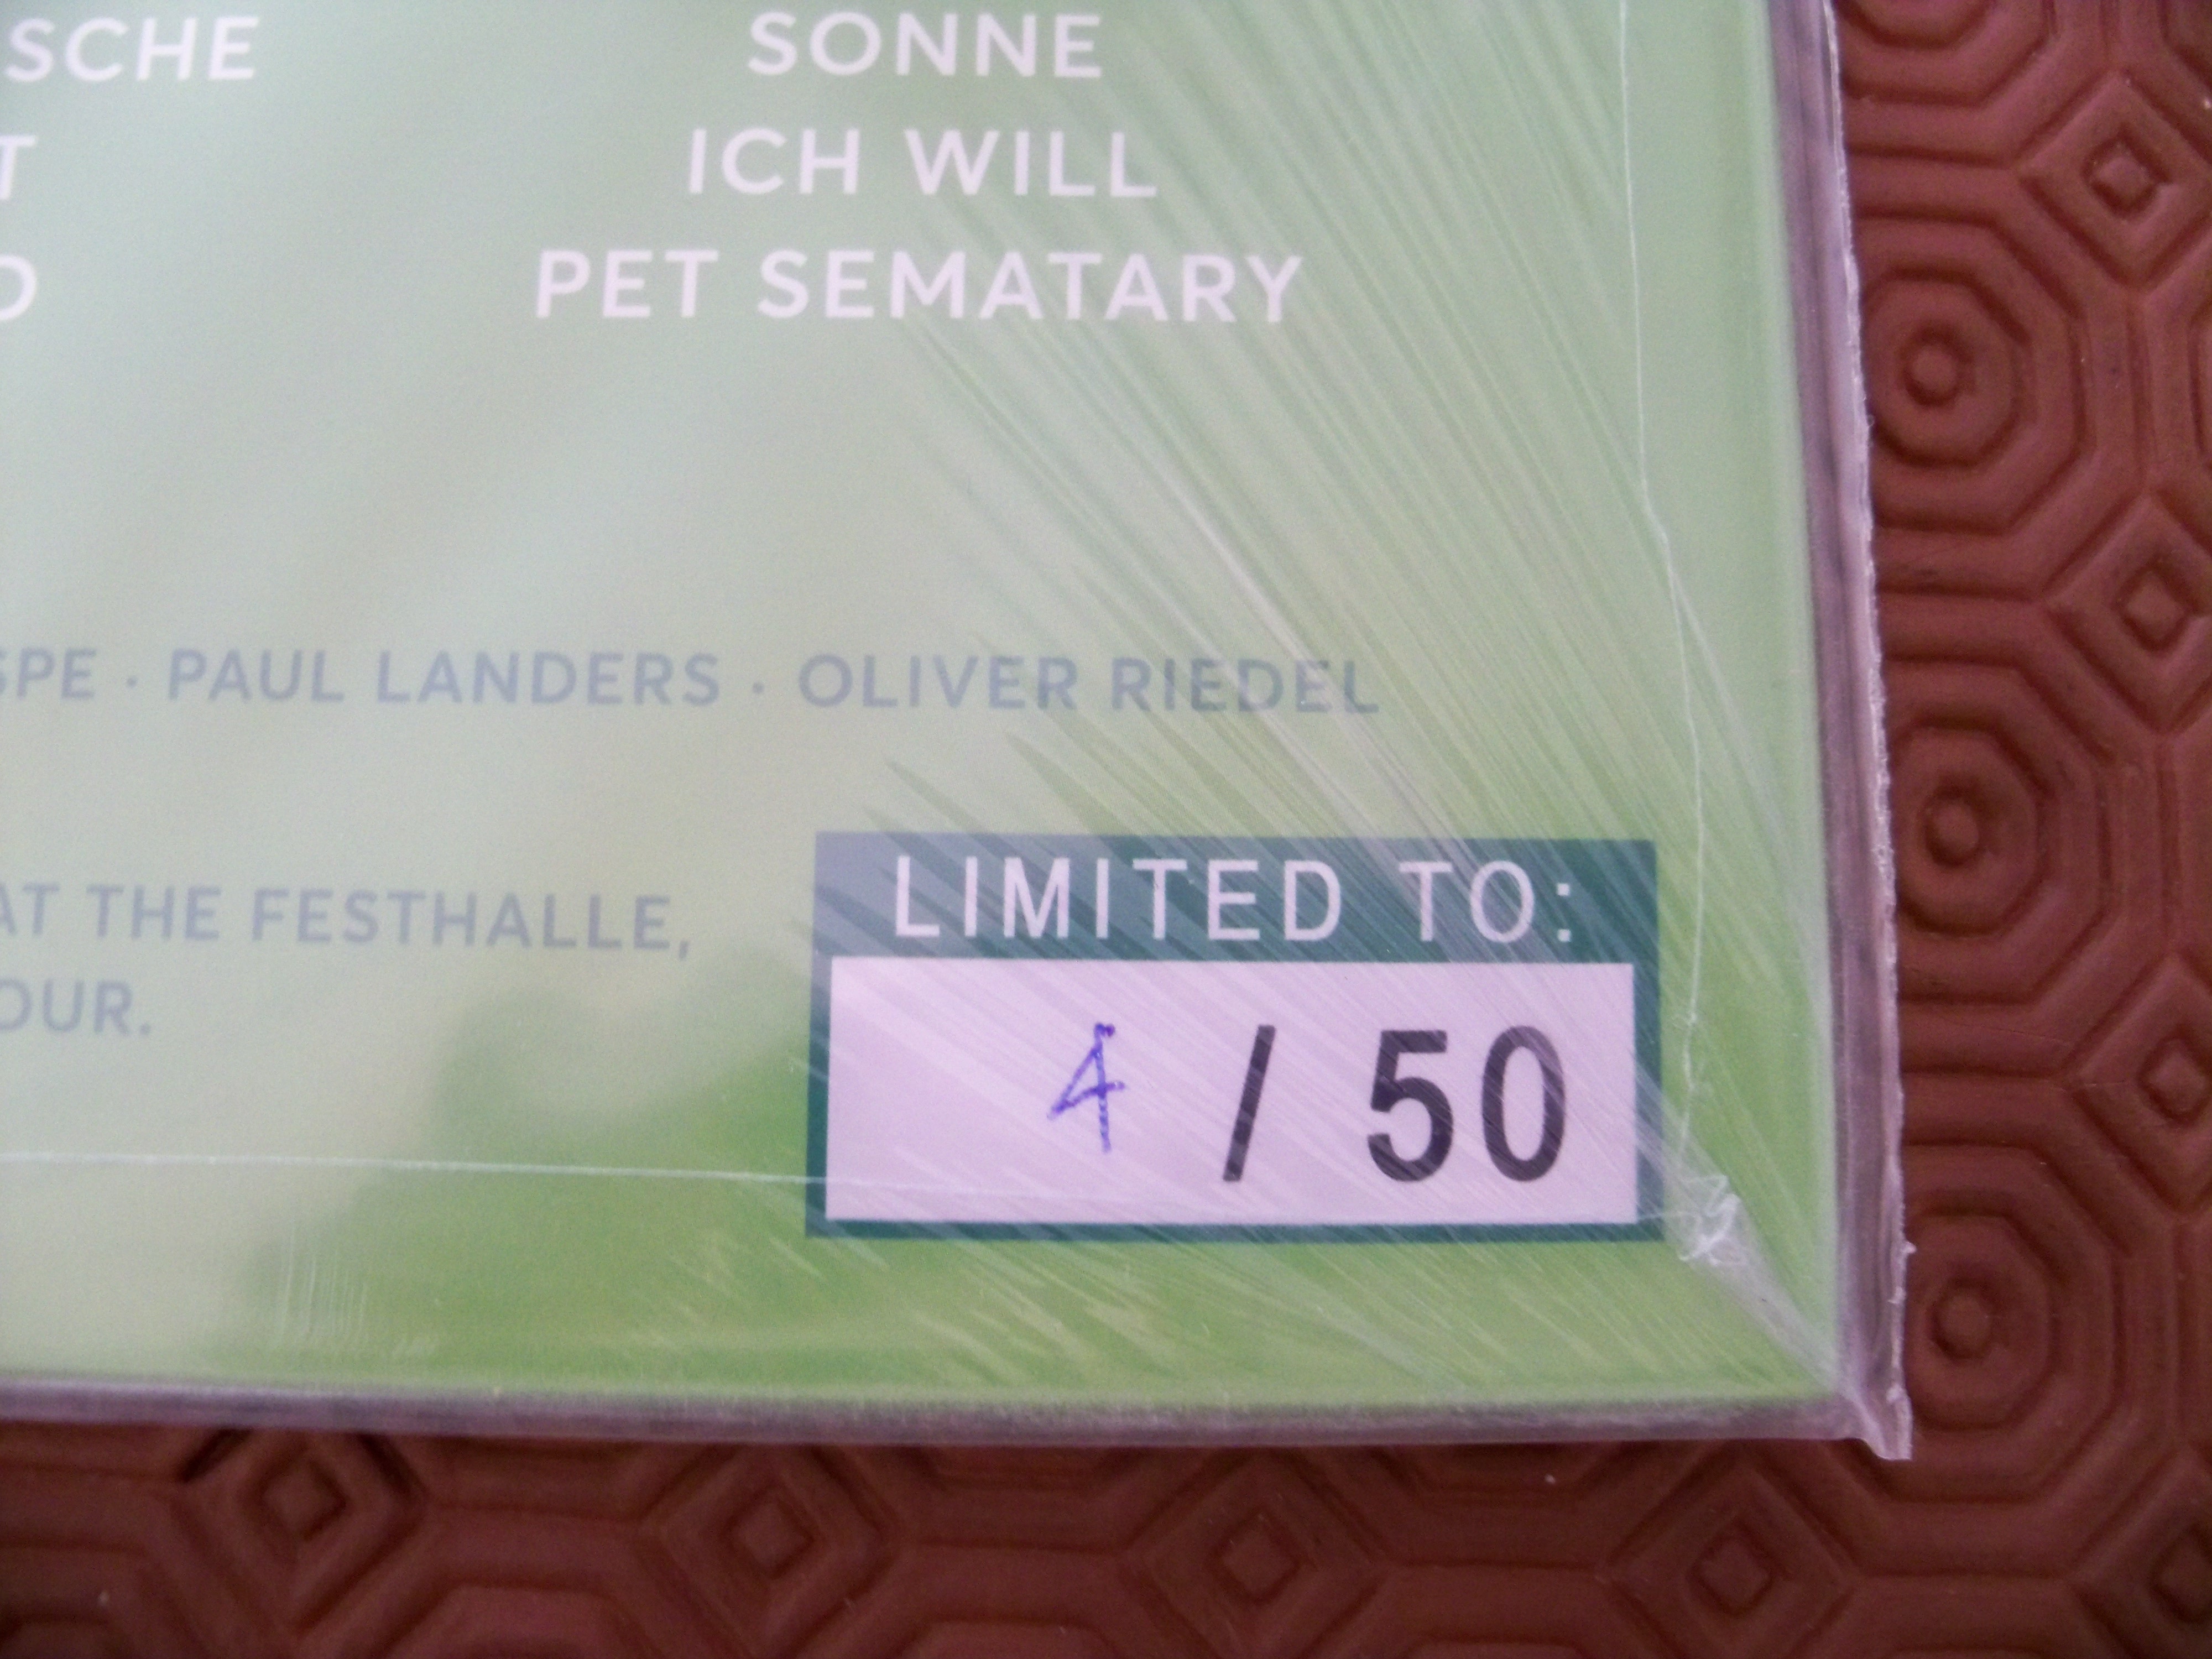 SCHE
SONNE
T
ICH WILL
D
PET SEMATARY
SPE · PAUL LANDERS · OLIVER RIEDEL
AT THE FESTHALLE,
OUR.
LIMITED TO:
4 / 50